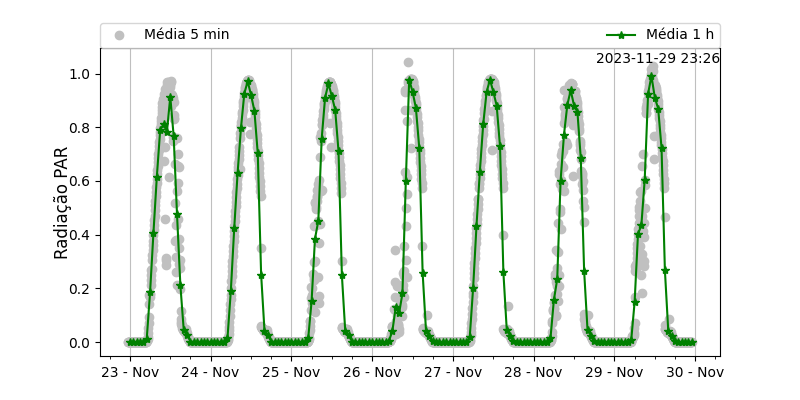 Média 5 min
Média 1 h
2023-11-29 23:26
Radiação PAR
1.0
0.8
0.6
0.4
0.2
0.0
23 - Nov
24 - Nov
25 - Nov
26 - Nov
27 - Nov
28 - Nov
29 - Nov
30 - Nov